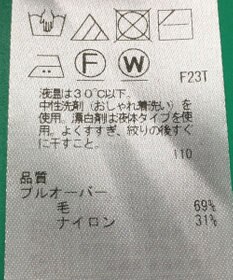 F
W
F23T
液温は30℃以下。
中性洗剤(おしゃれ着洗い)を
使用。漂白剤は液体タイプを使
用。よくすすぎ、絞りの後すぐ
に干すこと。
110
品質
プルオーバー
毛 69%
ナイロン 31%